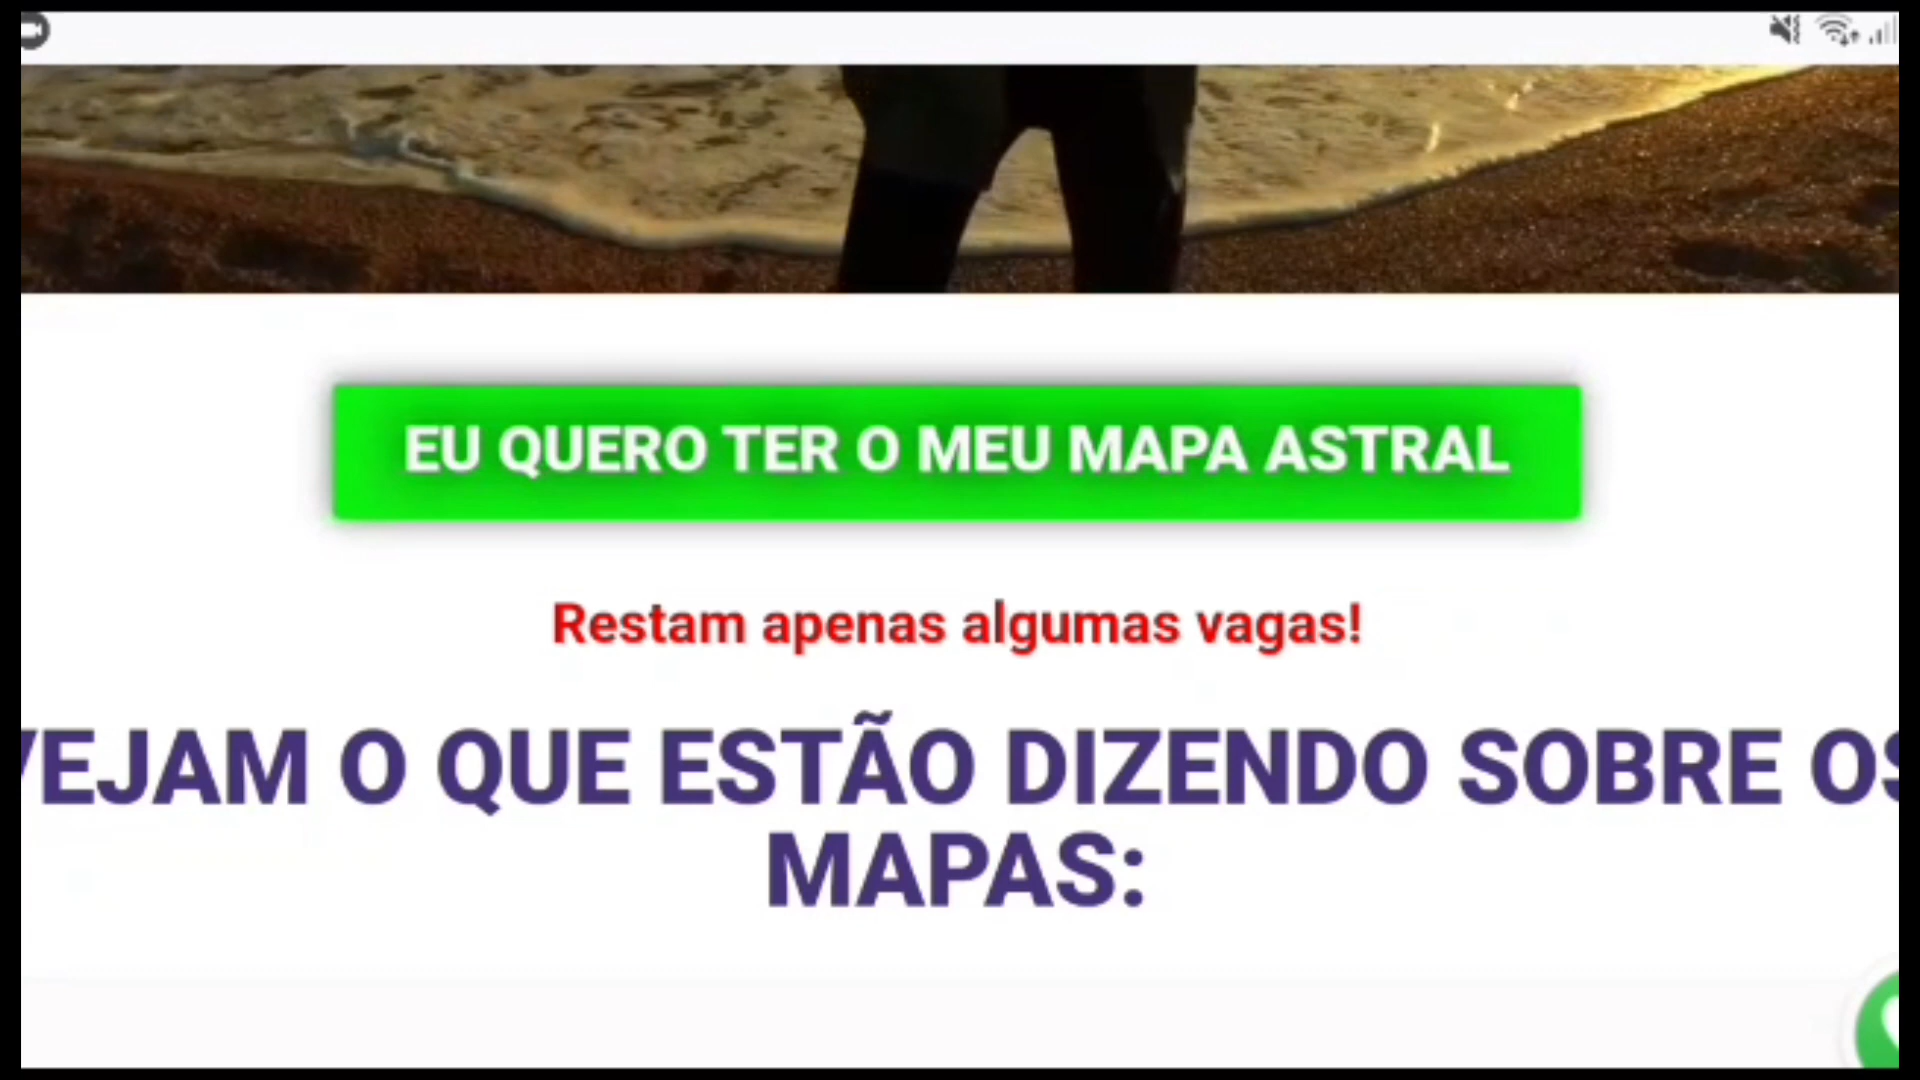 EU QUERO TER O MEU MAPA ASTRAL
Restam apenas algumas vagas!
VEJAM O QUE ESTÃO DIZENDO SOBRE OS
MAPAS: